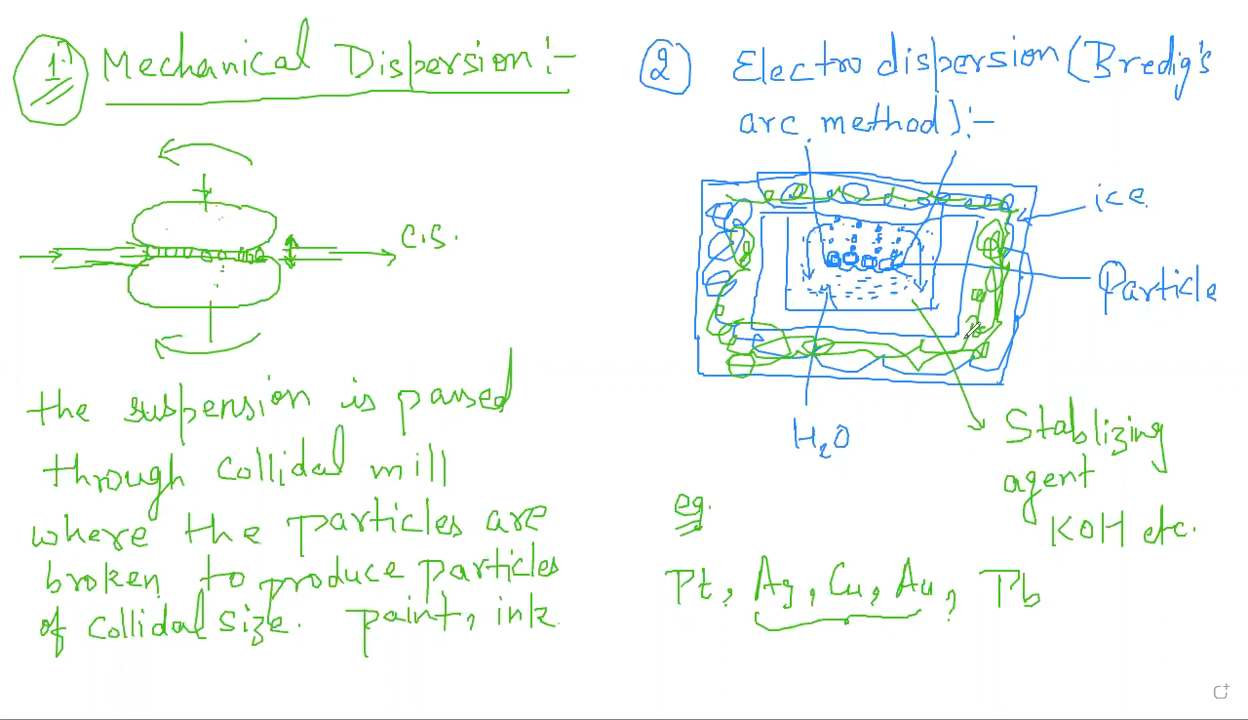 1.
Mechanical Dispersion :-
C.S.
the suspension is passed
through collidal mill
where the particles are
broken to produce particles
of collidal size. paint, ink
2
Electro dispersion (Bredig's
arc method) :-
ice
Particle
H₂O
Stablizing
agent
KOH etc.
eg.
Pt, Ag, Cu, Au, Pb